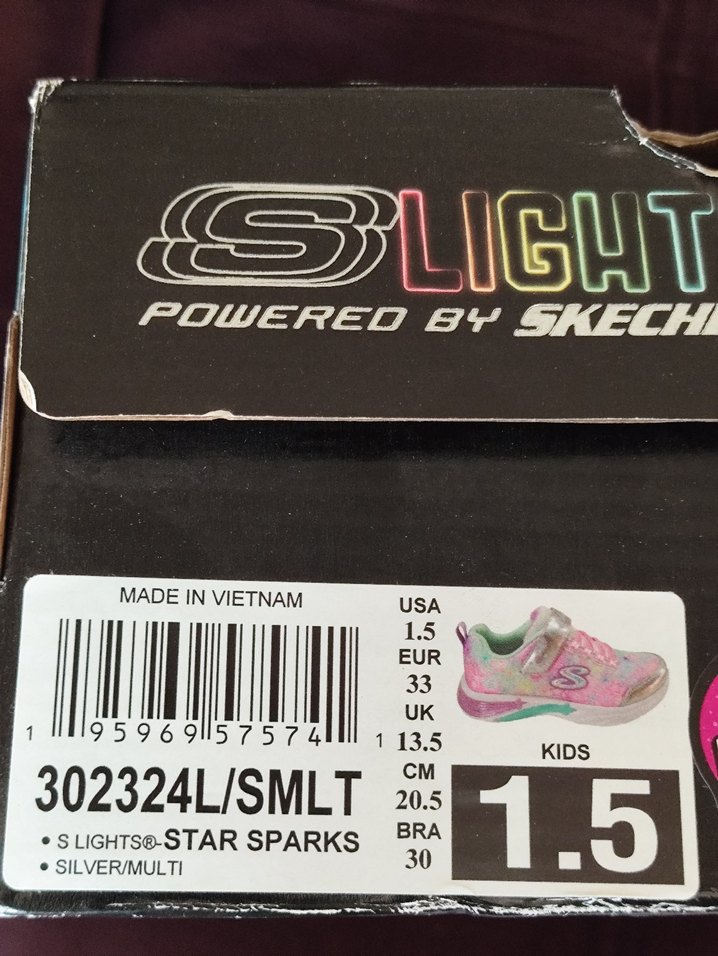 S LIGHT
POWERED BY SKECH
MADE IN VIETNAM
1 95969 57574 1
302324L/SMLT
• S LIGHTS®-STAR SPARKS
• SILVER/MULTI
USA
1.5
EUR
33
UK
13.5
CM
20.5
BRA
30
S
KIDS
1.5